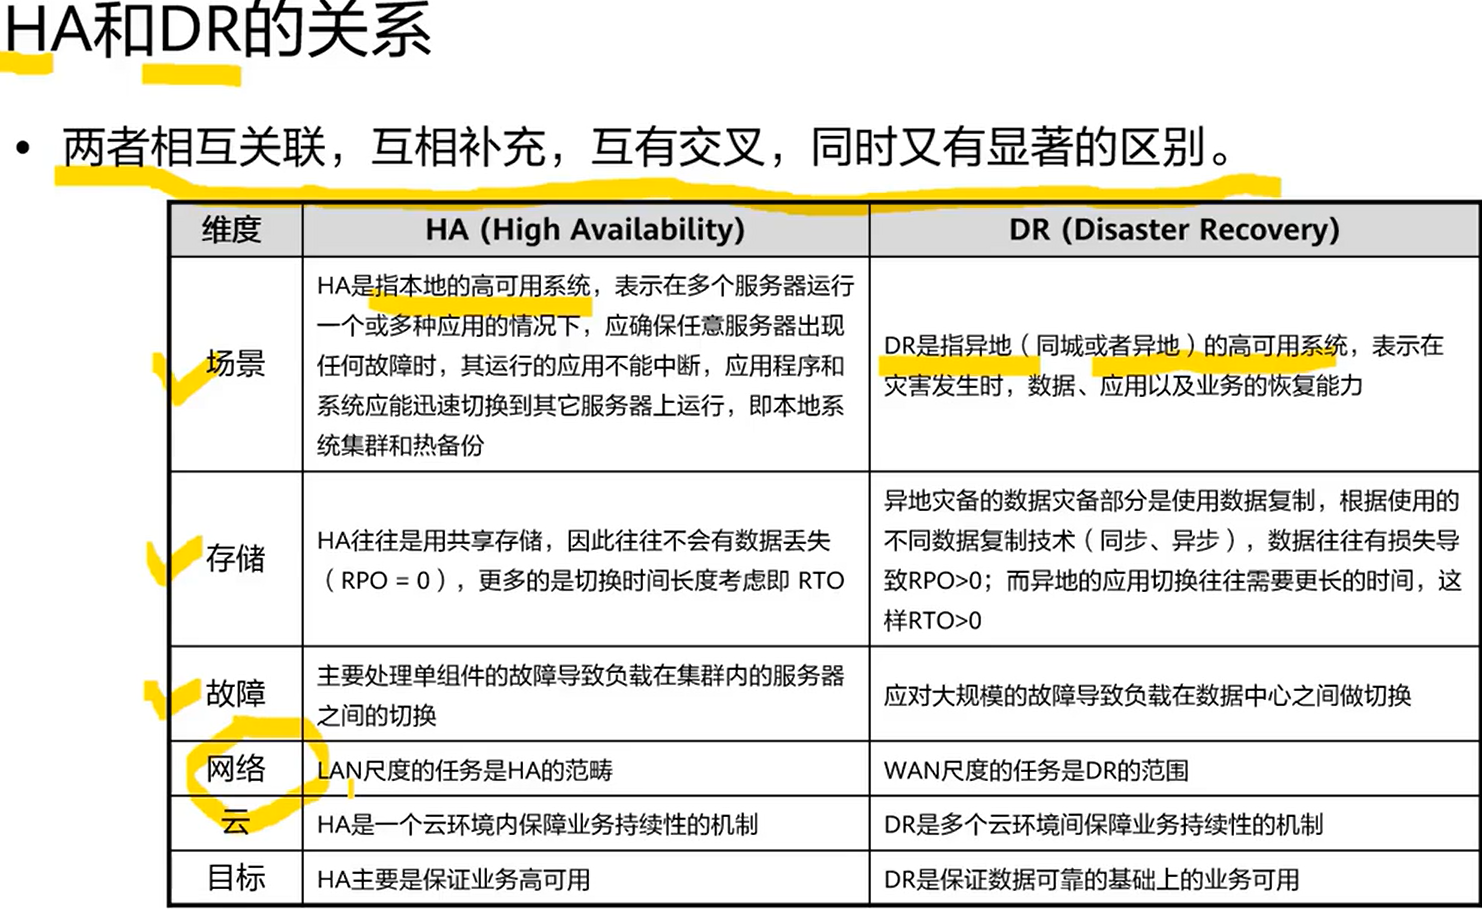 HA和DR的关系
• 两者相互关联，互相补充，互有交叉，同时又有显著的区别。
维度
HA (High Availability)
DR (Disaster Recovery)
场景
HA是指本地的高可用系统，表示在多个服务器运行
一个或多种应用的情况下，应确保任意服务器出现
任何故障时，其运行的应用不能中断，应用程序和
系统应能迅速切换到其它服务器上运行，即本地系
统集群和热备份
DR是指异地（同城或者异地）的高可用系统，表示在
灾害发生时，数据、应用以及业务的恢复能力
存储
HA往往是用共享存储，因此往往不会有数据丢失
（RPO = 0），更多的是切换时间长度考虑即 RTO
异地灾备的数据灾备部分是使用数据复制，根据使用的
不同数据复制技术（同步、异步），数据往往有损失导
致RPO>0；而异地的应用切换往往需要更长的时间，这
样RTO>0
故障
主要处理单组件的故障导致负载在集群内的服务器
之间的切换
应对大规模的故障导致负载在数据中心之间做切换
网络
LAN尺度的任务是HA的范畴
WAN尺度的任务是DR的范围
云
HA是一个云环境内保障业务持续性的机制
DR是多个云环境间保障业务持续性的机制
目标
HA主要是保证业务高可用
DR是保证数据可靠的基础上的业务可用